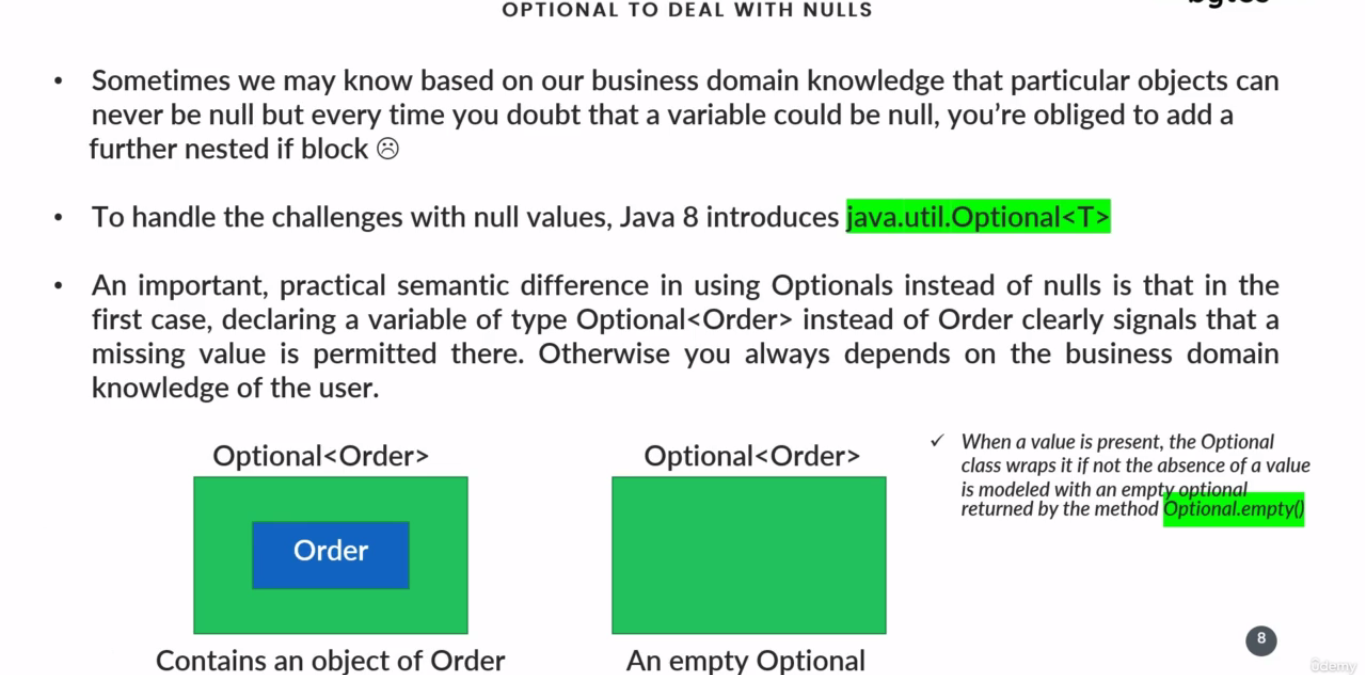 OPTIONAL TO DEAL WITH NULLS
• Sometimes we may know based on our business domain knowledge that particular objects can
never be null but every time you doubt that a variable could be null, you’re obliged to add a
further nested if block ☹
• To handle the challenges with null values, Java 8 introduces java.util.Optional<T>
• An important, practical semantic difference in using Optionals instead of nulls is that in the
first case, declaring a variable of type Optional<Order> instead of Order clearly signals that a
missing value is permitted there. Otherwise you always depends on the business domain
knowledge of the user.
Optional<Order>
Order
Contains an object of Order
Optional<Order>
An empty Optional
✓ When a value is present, the Optional
class wraps it if not the absence of a value
is modeled with an empty optional
returned by the method Optional.empty()
8
ûdemy